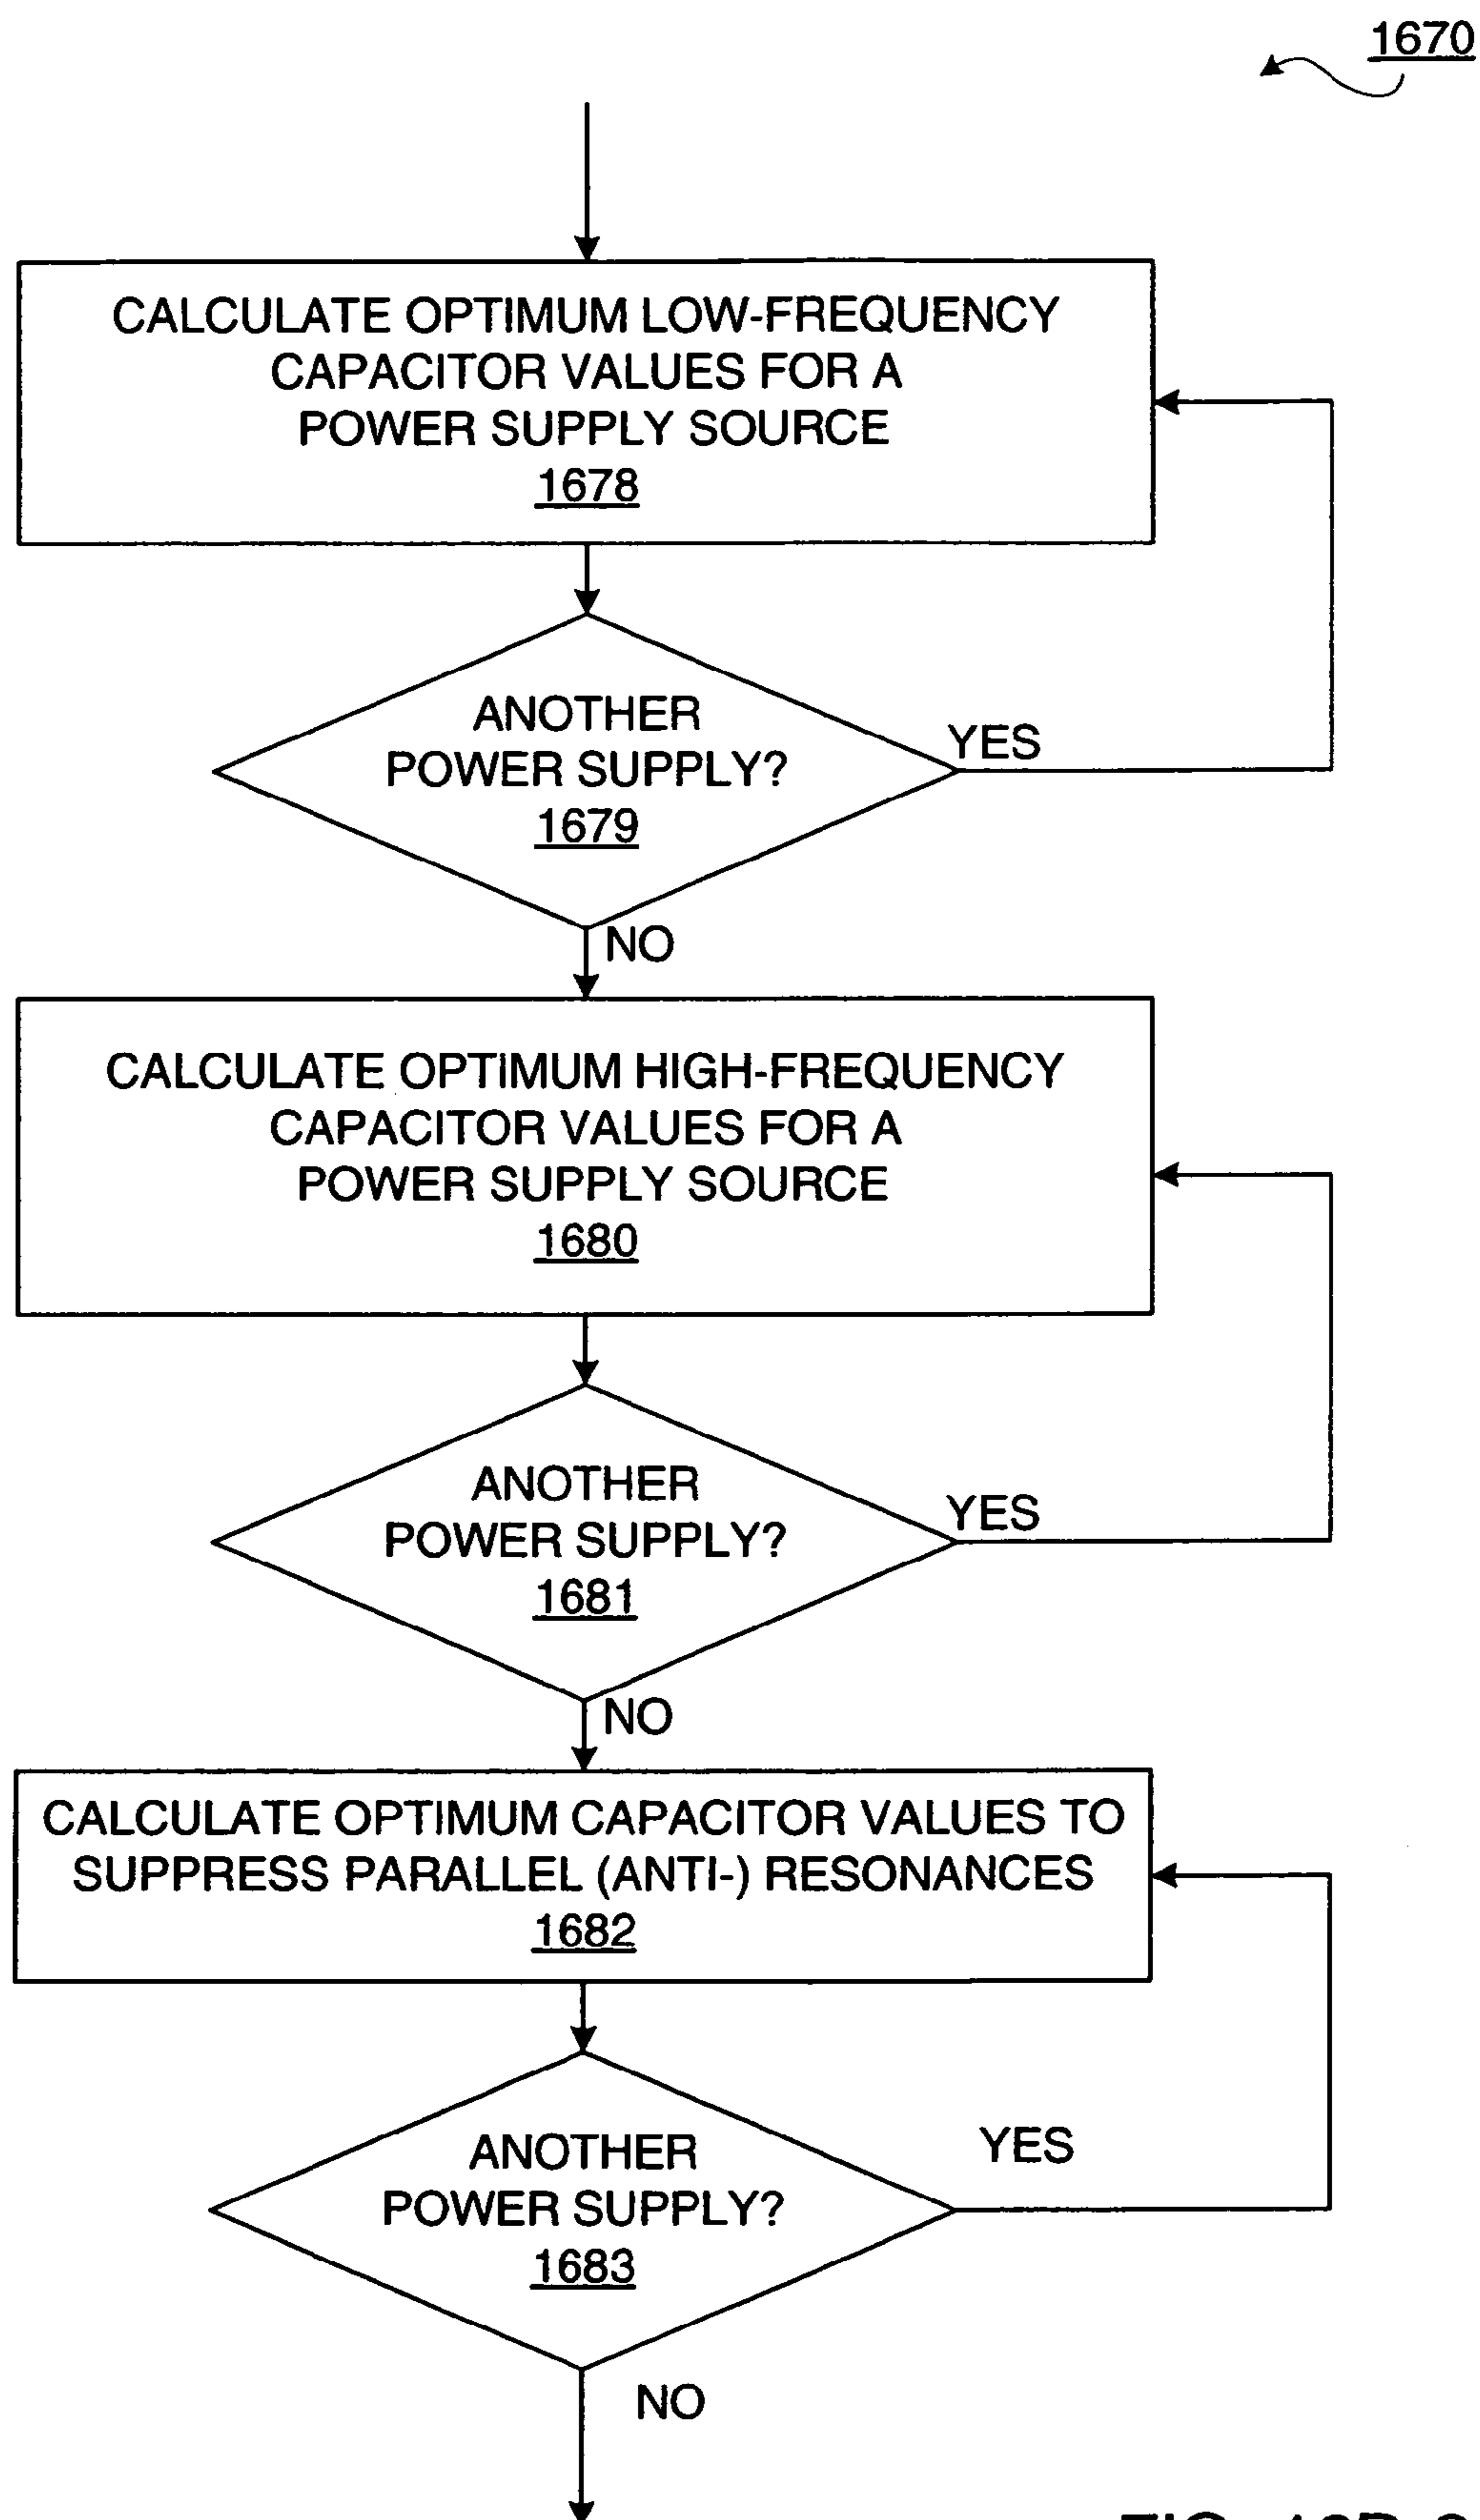 1670
CALCULATE OPTIMUM LOW-FREQUENCY
CAPACITOR VALUES FOR A
POWER SUPPLY SOURCE
1678
ANOTHER
POWER SUPPLY?
1679
YES
NO
CALCULATE OPTIMUM HIGH-FREQUENCY
CAPACITOR VALUES FOR A
POWER SUPPLY SOURCE
1680
ANOTHER
POWER SUPPLY?
1681
YES
NO
CALCULATE OPTIMUM CAPACITOR VALUES TO
SUPPRESS PARALLEL (ANTI-) RESONANCES
1682
ANOTHER
POWER SUPPLY?
1683
YES
NO